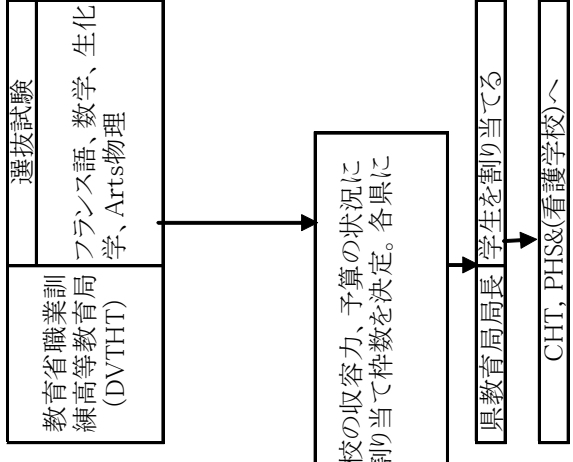 選抜試験
フランス語、数学、生化
学、Arts物理
教育省職業訓
練高等教育局
(DVTHT)
校の収容力、予算の状況に
割り当て枠数を決定。各県に
県教育局局長
学生を割り当てる
CHT, PHS&(看護学校)へ